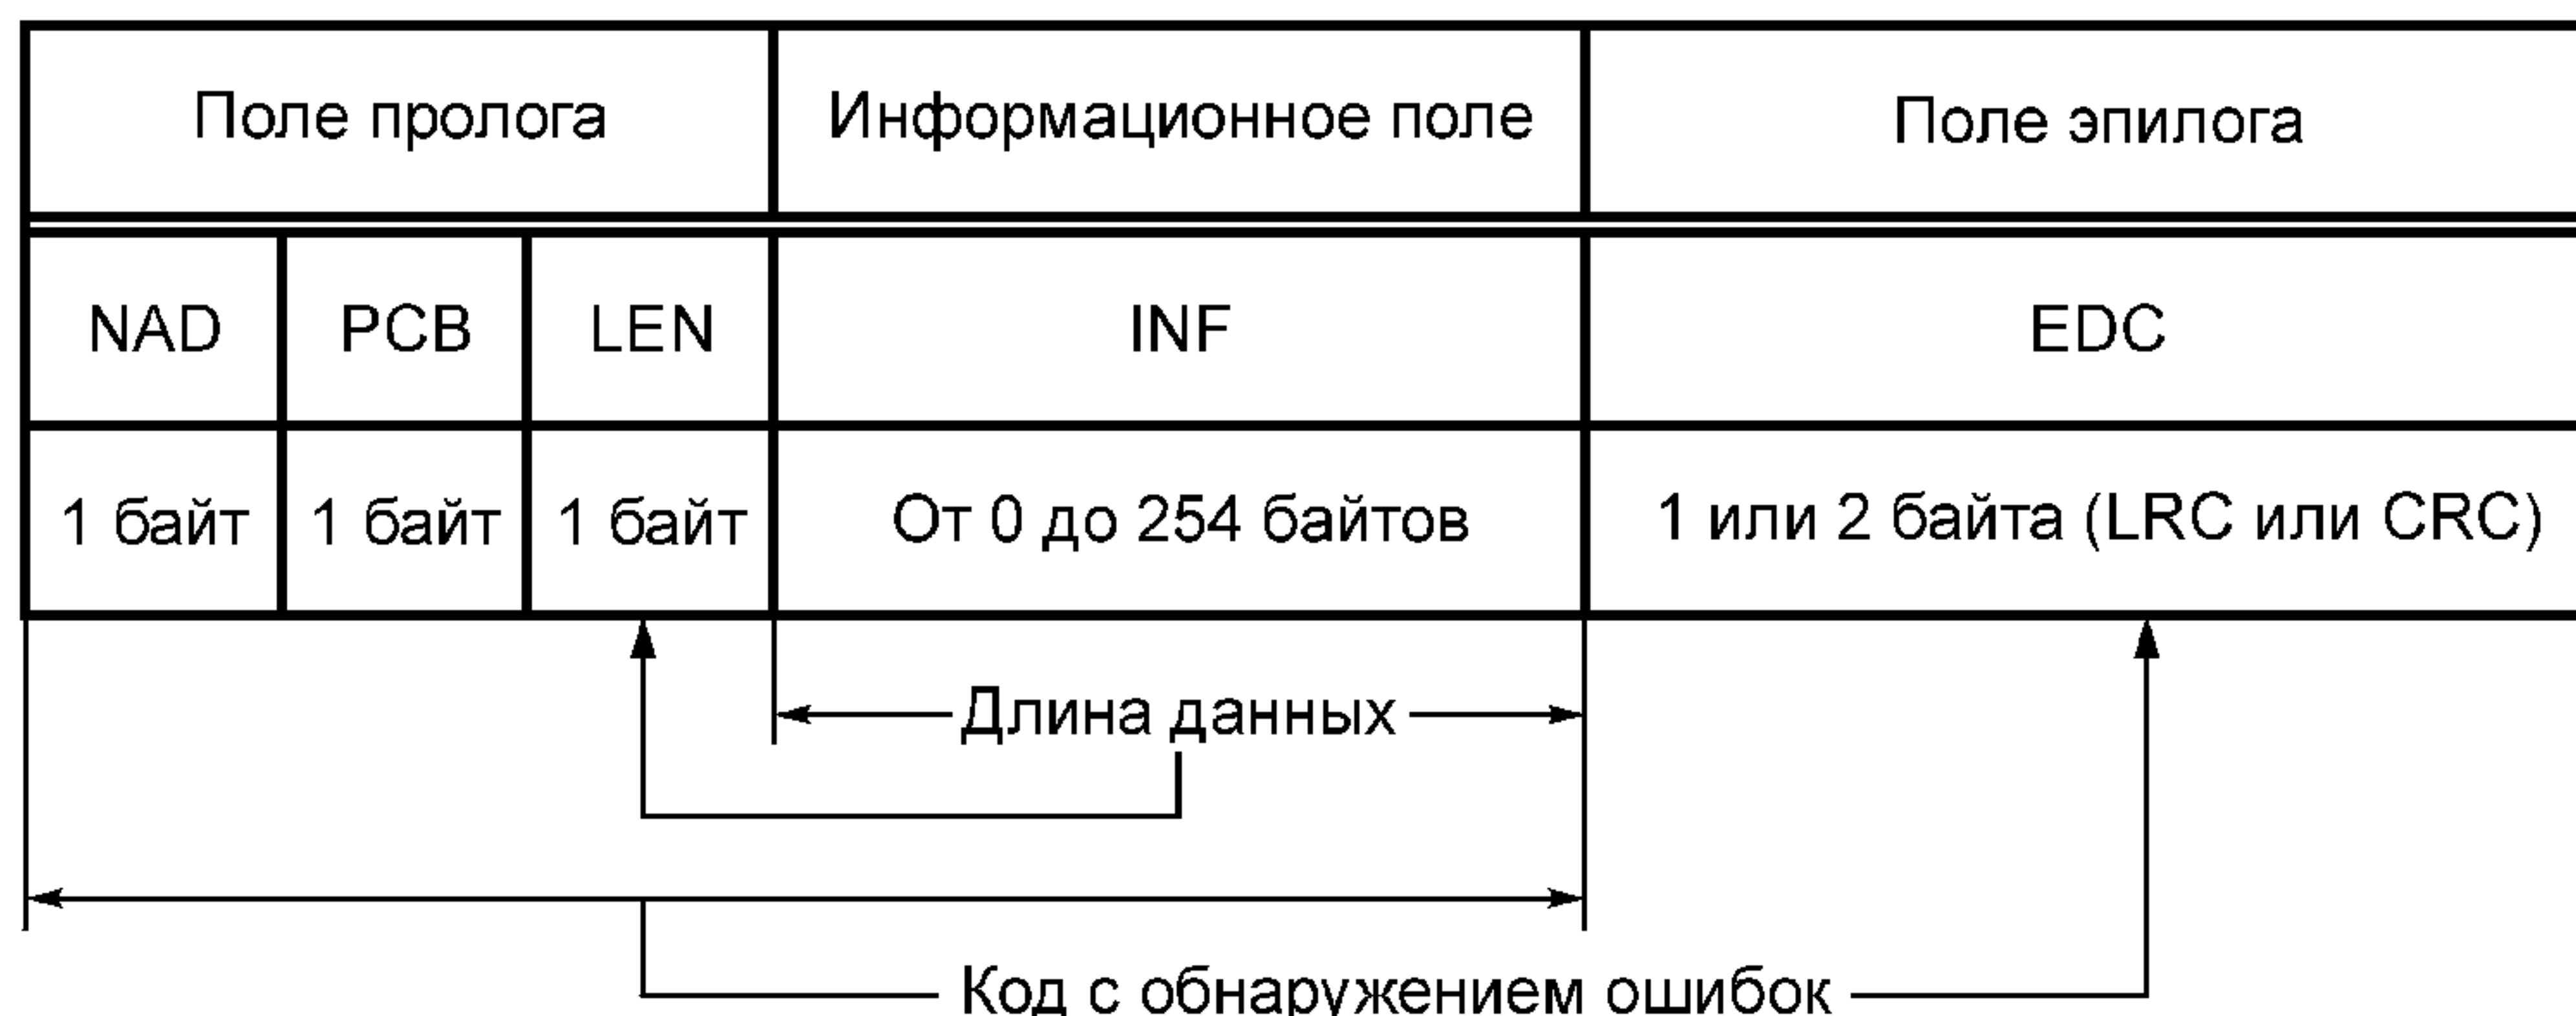 Поле пролога Информационное поле Поле эпилога
NAD PCB LEN INF EDC
1 байт 1 байт 1 байт От 0 до 254 байтов 1 или 2 байта (LRC или CRC)
Длина данных
Код с обнаружением ошибок